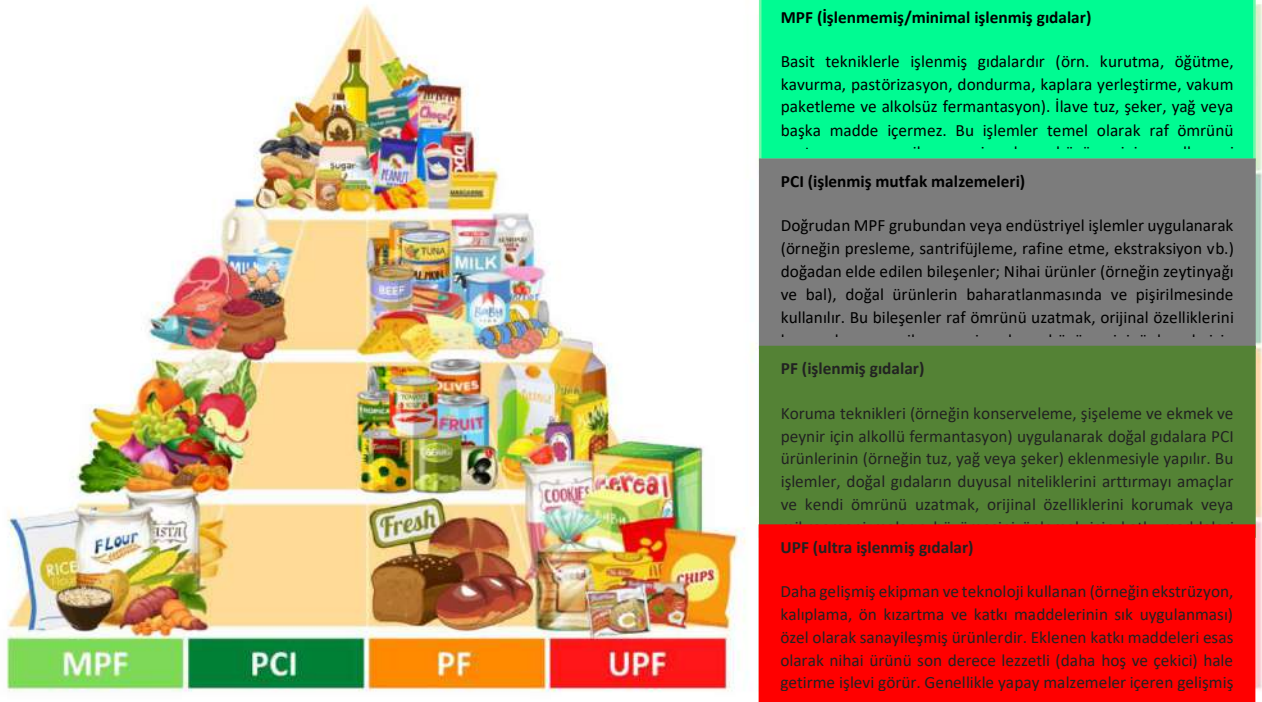 Choco!
Soda
Sugar
PEANUT
MARGARINE
MILK
TUNA
SALMON
BEEF
MILK
ALMOND
OLIVES
TROPICA
TOMATO
SOUP
FRUIT
FLOUR
PASTA
RICE
Flour
Fresh
COOKIES
Cereal
CHIPS
MPF
PCI
PF
UPF
MPF (İşlenmemiş/minimal işlenmiş gıdalar)
Basit tekniklerle işlenmiş gıdalardır (örn. kurutma, öğütme,
kavurma, pastörizasyon, dondurma, kaplara yerleştirme, vakum
paketleme ve alkolsüz fermantasyon). İlave tuz, şeker, yağ veya
başka madde içermez. Bu işlemler temel olarak raf ömrünü
PCI (işlenmiş mutfak malzemeleri)
Doğrudan MPF grubundan veya endüstriyel işlemler uygulanarak
(örneğin presleme, santrifüjleme, rafine etme, ekstraksiyon vb.)
doğadan elde edilen bileşenler; Nihai ürünler (örneğin zeytinyağı
ve bal), doğal ürünlerin baharatlanmasında ve pişirilmesinde
kullanılır. Bu bileşenler raf ömrünü uzatmak, orijinal özelliklerini
PF (işlenmiş gıdalar)
Koruma teknikleri (örneğin konserveleme, şişeleme ve ekmek ve
peynir için alkollü fermantasyon) uygulanarak doğal gıdalara PCI
ürünlerinin (örneğin tuz, yağ veya şeker) eklenmesiyle yapılır. Bu
işlemler, doğal gıdaların duyusal niteliklerini arttırmayı amaçlar
ve kendi ömrünü uzatmak, orijinal özelliklerini korumak veya
UPF (ultra işlenmiş gıdalar)
Daha gelişmiş ekipman ve teknoloji kullanan (örneğin ekstrüzyon,
kalıplama, ön kızartma ve katkı maddelerinin sık uygulanması)
özel olarak sanayileşmiş ürünlerdir. Eklenen katkı maddeleri esas
olarak nihai ürünü son derece lezzetli (daha hoş ve çekici) hale
getirme işlevi görür. Genellikle yapay malzemeler içeren gelişmiş